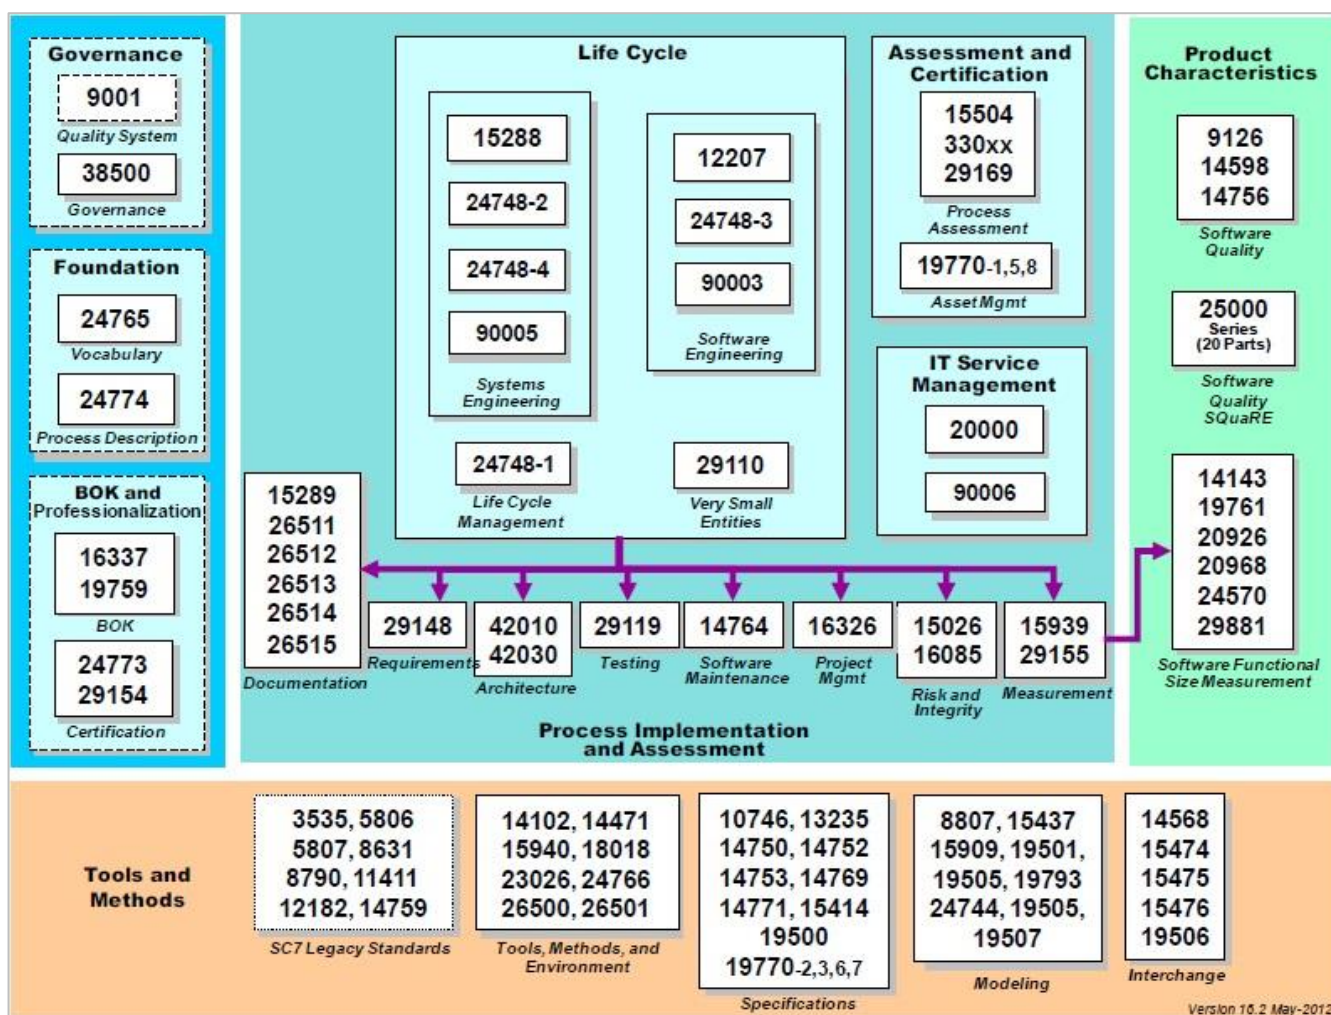 Governance
9001
Quality System
38500
Governance
Foundation
24765
Vocabulary
24774
Process Description
BOK and
Professionalization
16337
19759
BOK
24773
29154
Certification
Life Cycle
15288
24748-2
24748-4
90005
Systems
Engineering
12207
24748-3
90003
Software
Engineering
24748-1
Life Cycle
Management
29110
Very Small
Entities
Assessment and
Certification
15504
330xx
29169
Process
Assessment
19770-1,5,8
Asset Mgmt
IT Service
Management
20000
90006
15289
26511
26512
26513
26514
26515
Documentation
29148
Requirements
42010
42030
Architecture
29119
Testing
14764
Software
Maintenance
16326
Project
Mgmt
15026
16085
Risk and
Integrity
15939
29155
Measurement
Process Implementation
and Assessment
Product
Characteristics
9126
14598
14756
Software
Quality
25000
Series
(20 Parts)
Software
Quality
SQuaRE
14143
19761
20926
20968
24570
29881
Software Functional
Size Measurement
Tools and
Methods
3535, 5806
5807, 8631
8790, 11411
12182, 14759
SC7 Legacy Standards
14102, 14471
15940, 18018
23026, 24766
26500, 26501
Tools, Methods, and
Environment
10746, 13235
14750, 14752
14753, 14769
14771, 15414
19500
19770-2,3,6,7
Specifications
8807, 15437
15909, 19501,
19505, 19793
24744, 19505,
19507
Modeling
14568
15474
15475
15476
19506
Interchange
Version 16.2 May-2012